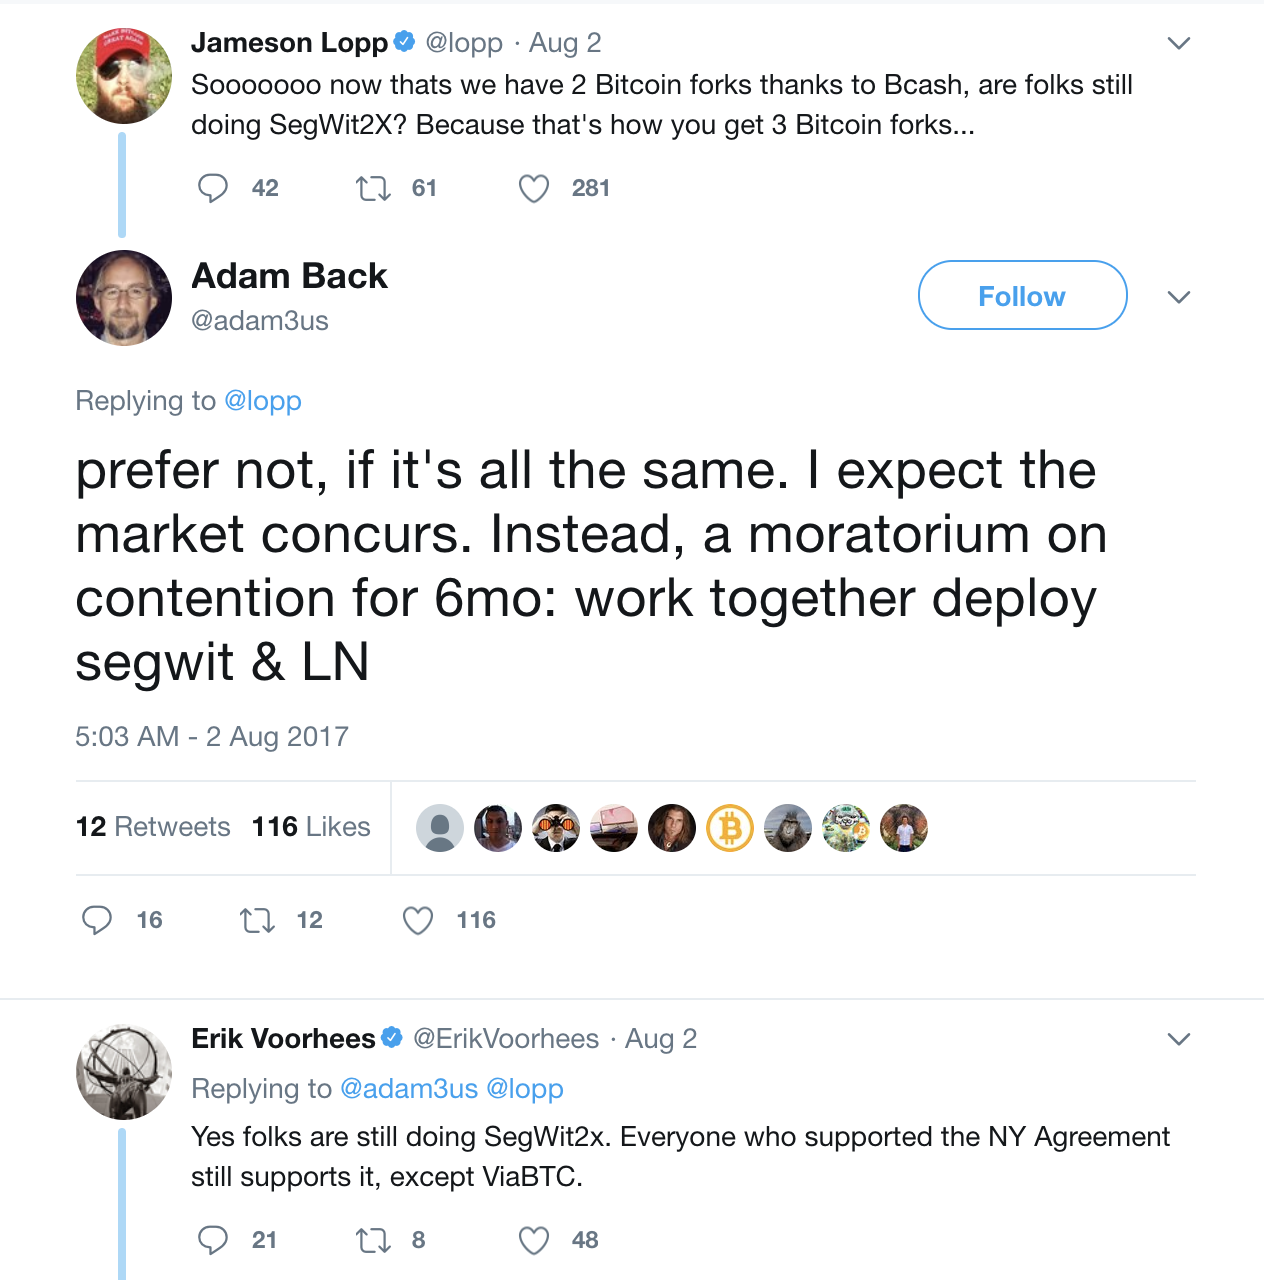 Jameson Lopp @lopp · Aug 2
Sooooooo now thats we have 2 Bitcoin forks thanks to Bcash, are folks still
doing SegWit2X? Because that's how you get 3 Bitcoin forks...
42 61 281
Adam Back
@adam3us
Follow
Replying to @lopp
prefer not, if it's all the same. I expect the
market concurs. Instead, a moratorium on
contention for 6mo: work together deploy
segwit & LN
5:03 AM - 2 Aug 2017
12 Retweets 116 Likes
16 12 116
Erik Voorhees @ErikVoorhees · Aug 2
Replying to @adam3us @lopp
Yes folks are still doing SegWit2x. Everyone who supported the NY Agreement
still supports it, except ViaBTC.
21 8 48